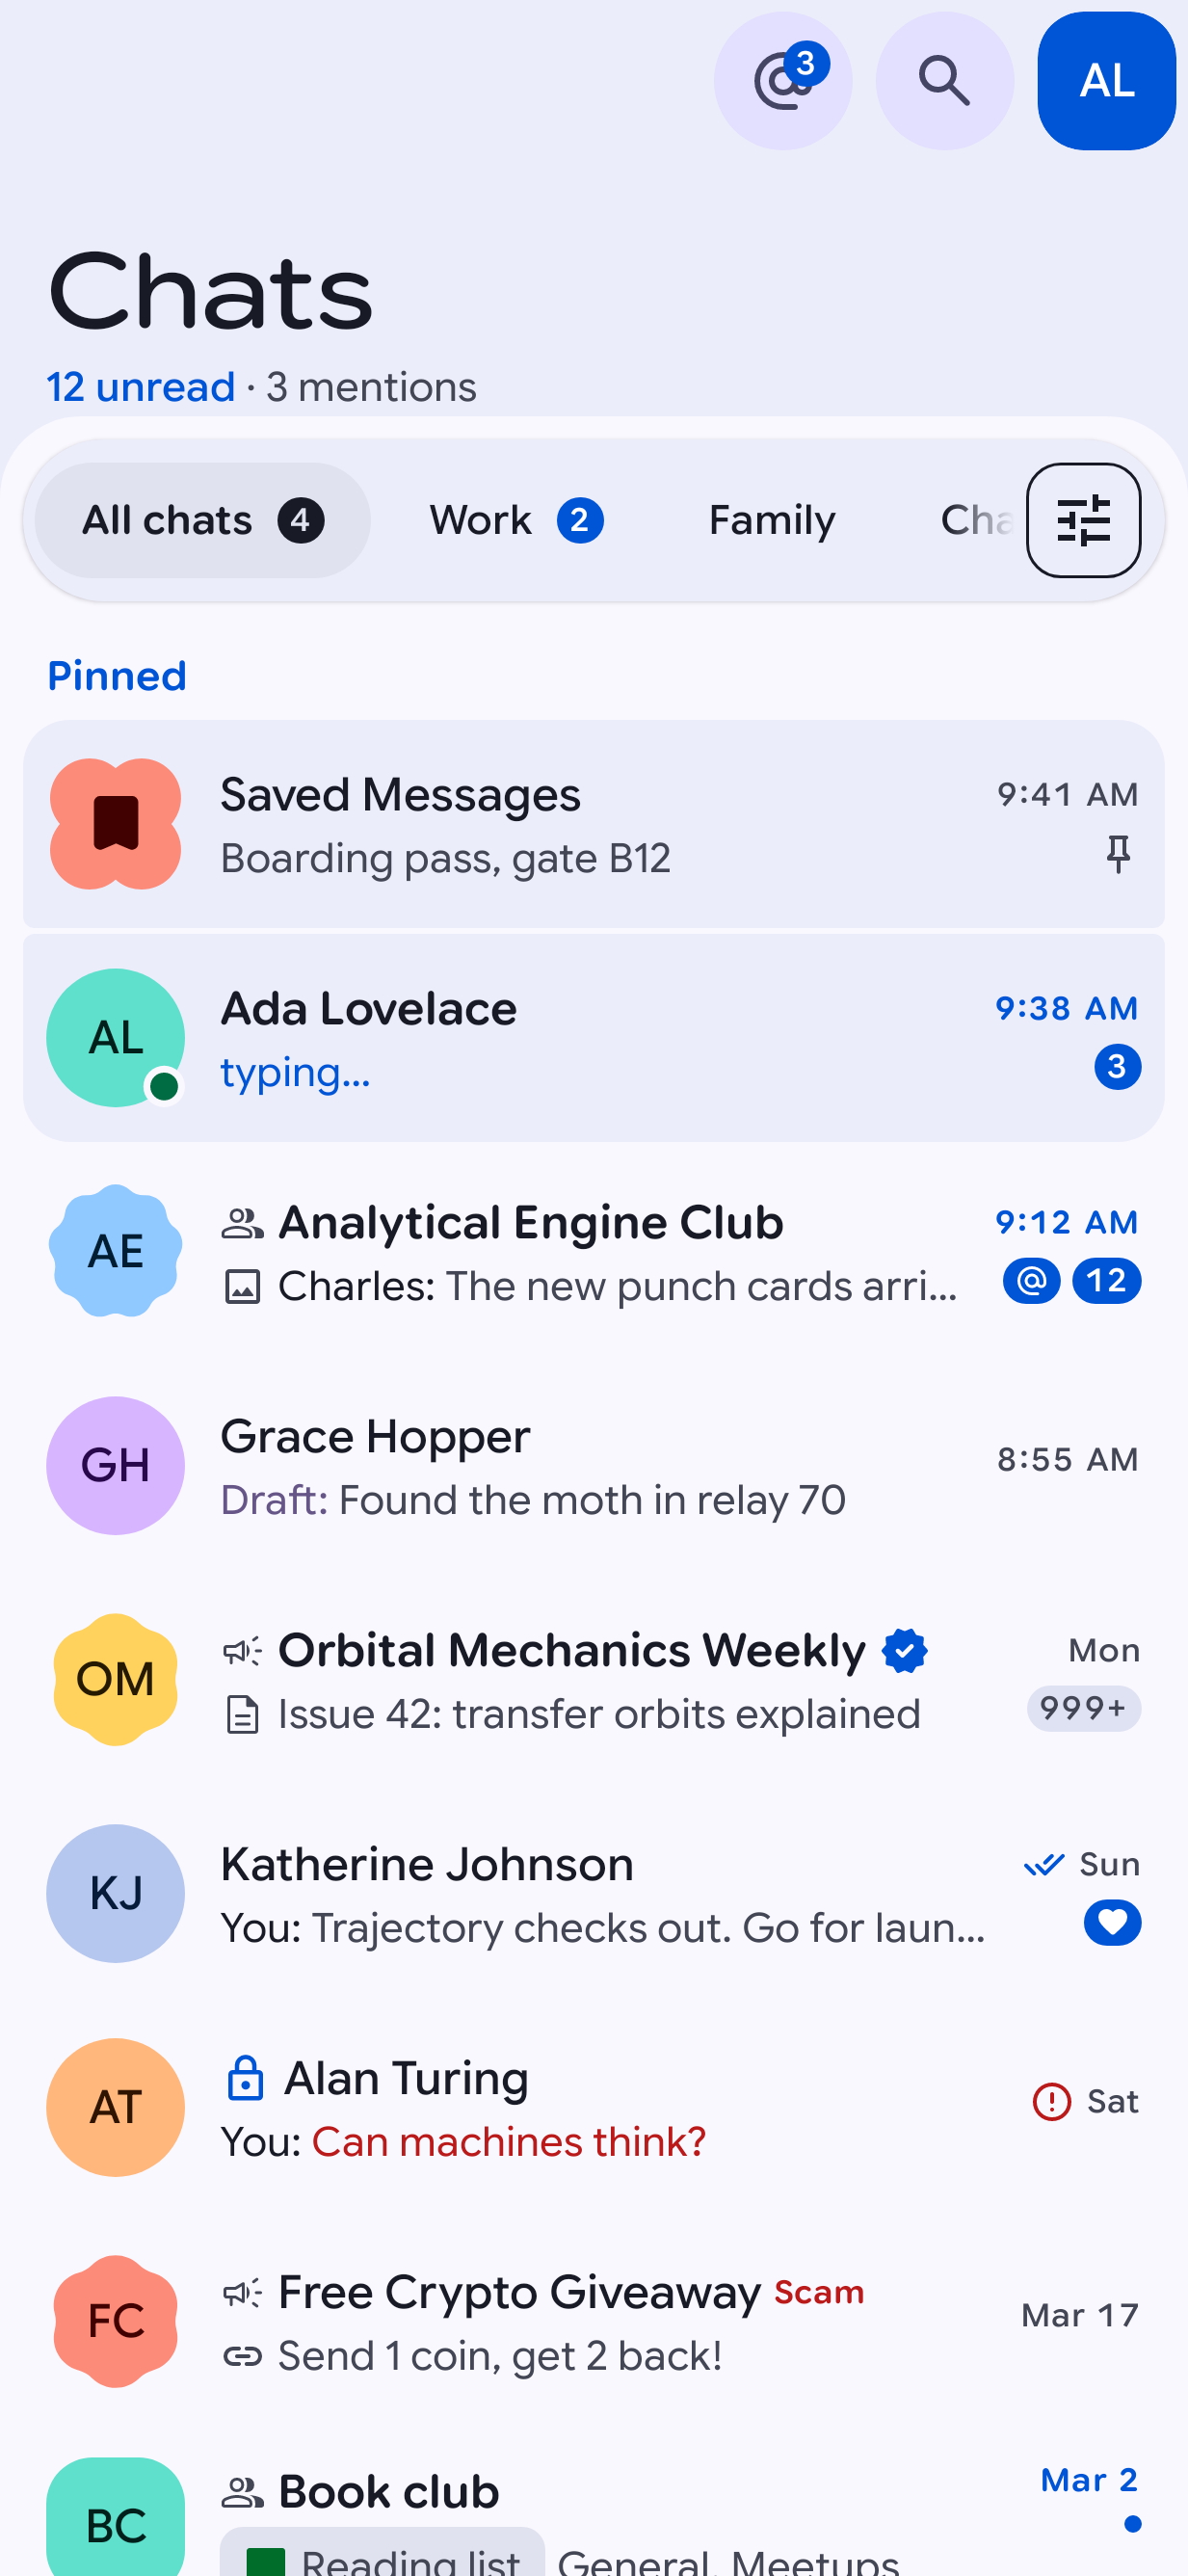 3
AL
Chats
12 unread · 3 mentions
All chats 4 Work 2 Family
Pinned
Saved Messages 9:41 AM
Boarding pass, gate B12
AL Ada Lovelace 9:38 AM
typing... 3
AE Analytical Engine Club 9:12 AM
Charles: The new punch cards arri... @ 12
GH Grace Hopper 8:55 AM
Draft: Found the moth in relay 70
OM Orbital Mechanics Weekly Mon
Issue 42: transfer orbits explained 999+
KJ Katherine Johnson Sun
You: Trajectory checks out. Go for laun...
AT Alan Turing Sat
You: Can machines think?
FC Free Crypto Giveaway Scam Mar 17
Send 1 coin, get 2 back!
BC Book club Mar 2
Reading list General, Meetups